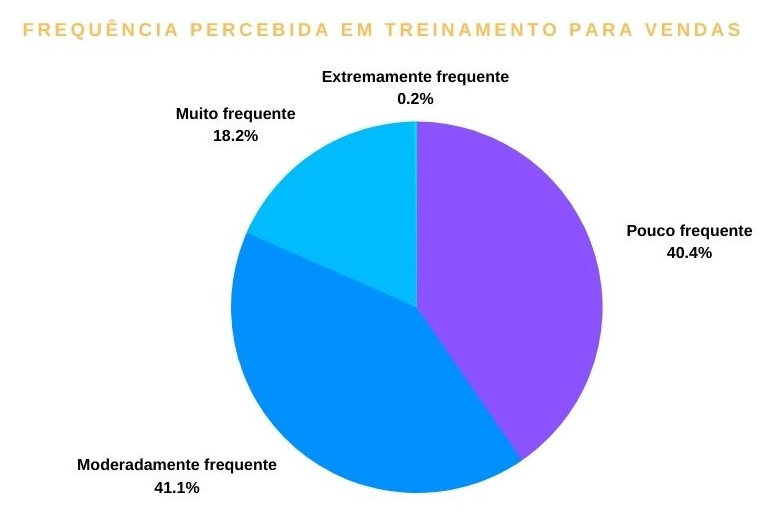 FREQUÊNCIA PERCEBIDA EM TREINAMENTO PARA VENDAS
Extremamente frequente
0.2%
Muito frequente
18.2%
Pouco frequente
40.4%
Moderadamente frequente
41.1%